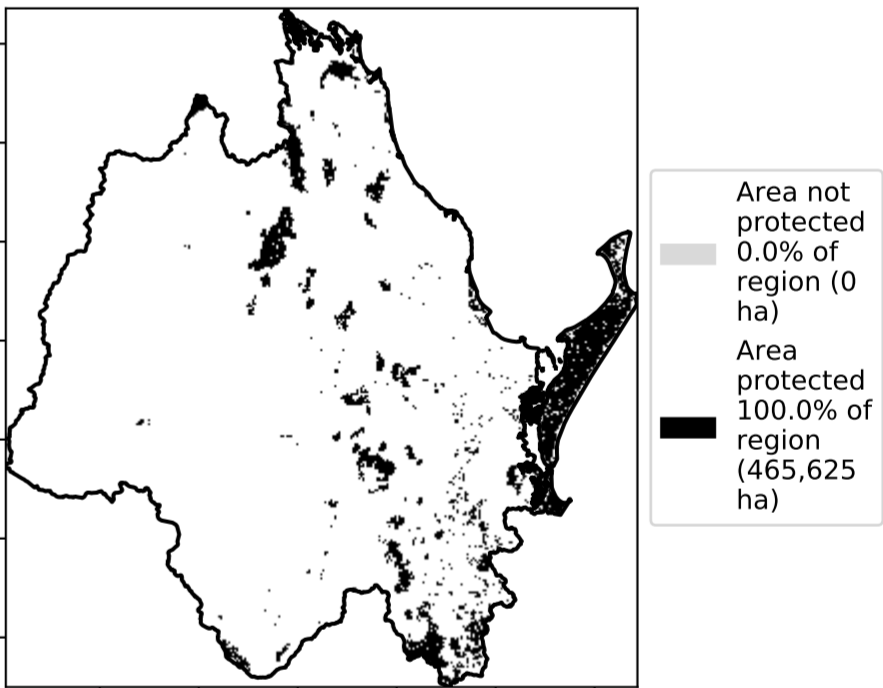 Area not
protected
0.0% of
region (0
ha)
Area
protected
100.0% of
region
(465,625
ha)